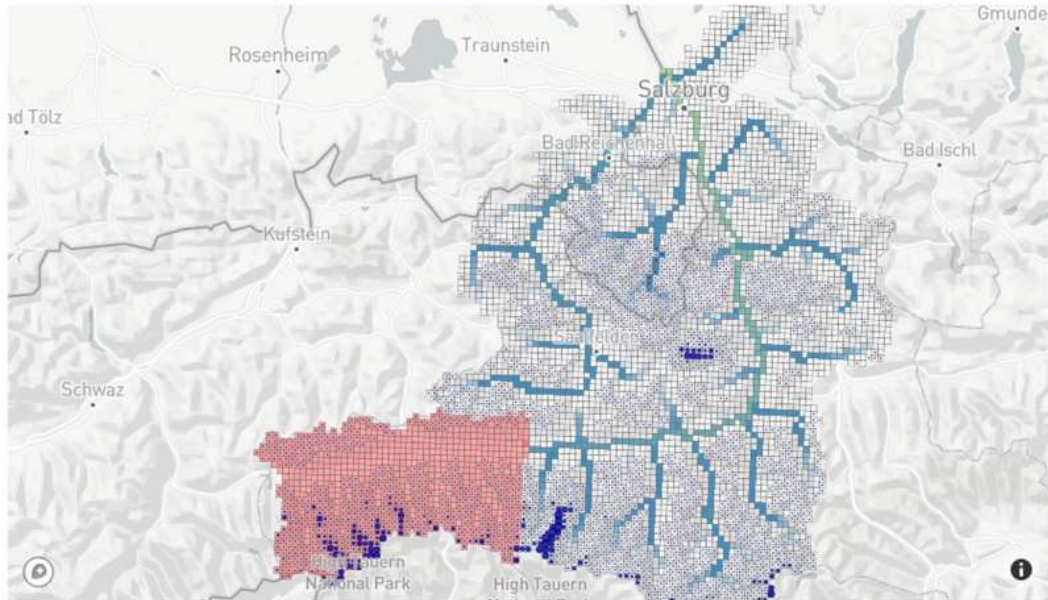 Gmunde
Traunstein
Rosenheim
Salzburg
ad Tölz
Bad Reichenhall
Bad Ischl
Kufstein
Schwaz
High Tauern
National Park
High Tauern